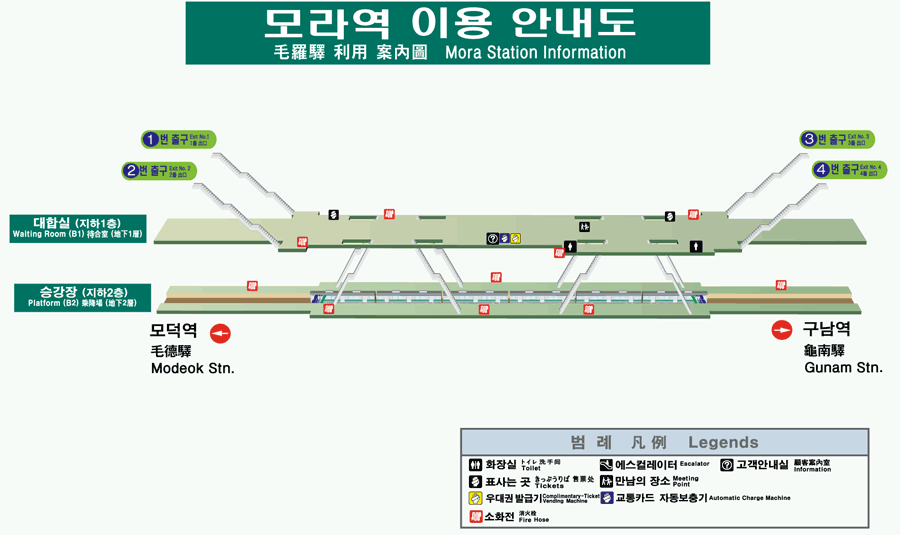 모라역 이용 안내도
毛羅驛 利用 案內圖 Mora Station Information
1 번 출구 Exit No.1
1番 出口
2 번 출구 Exit No. 2
2番 出口
3 번 출구 Exit No. 3
3番 出口
4 번 출구 Exit No. 4
4番 出口
대합실 (지하1층)
Waiting Room (B1) 待合室 (地下1層)
승강장 (지하2층)
Platform (B2) 乘降場 (地下2層)
모덕역
毛德驛
Modeok Stn.
구남역
龜南驛
Gunam Stn.
범 례 凡 例 Legends
화장실 トイレ 洗手间
Toilet
에스컬레이터 Escalator
고객안내실 顧客案內室
Information
표사는 곳 きっぷうりば 售票处
Tickets
만남의 장소 Meeting
Point
우대권 발급기 Complimentary-Ticket
Vending Machine
교통카드 자동보충기 Automatic Charge Machine
소화전 消火栓
Fire Hose